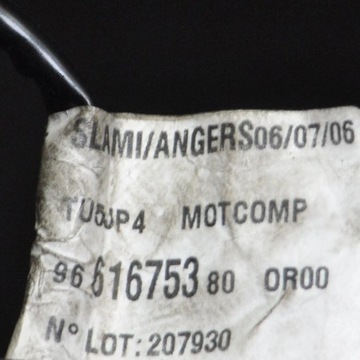 SLAMI/ANGERS06/07/06
TU5JP4 MOTCOMP
96 616753 80 OR00
N° LOT: 207930